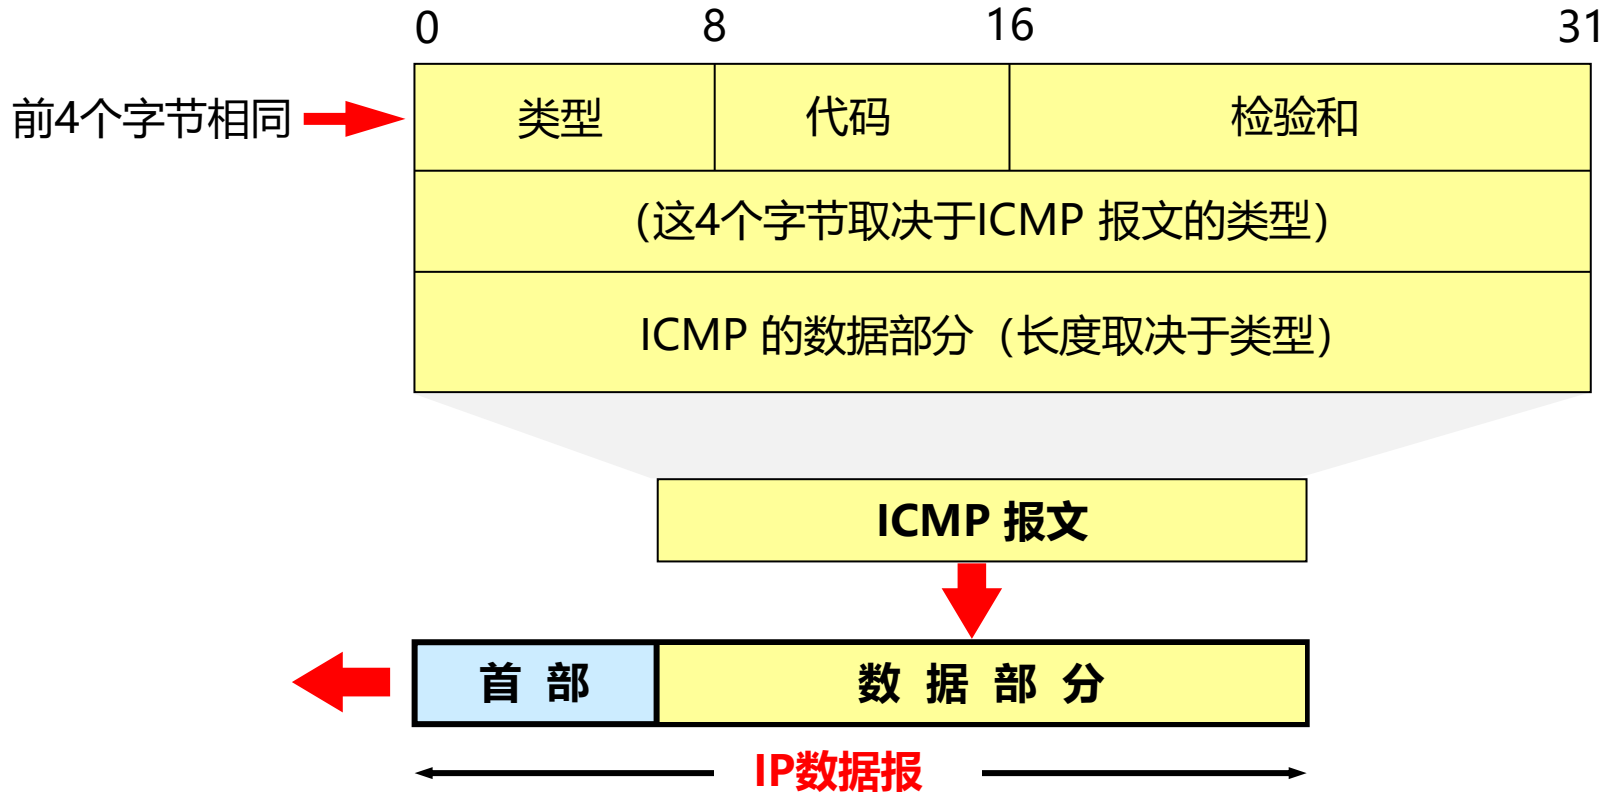 0 8 16 31
前4个字节相同 类型 代码 检验和
（这4个字节取决于ICMP 报文的类型）
ICMP 的数据部分（长度取决于类型）
ICMP 报文
首 部 数 据 部 分
IP数据报